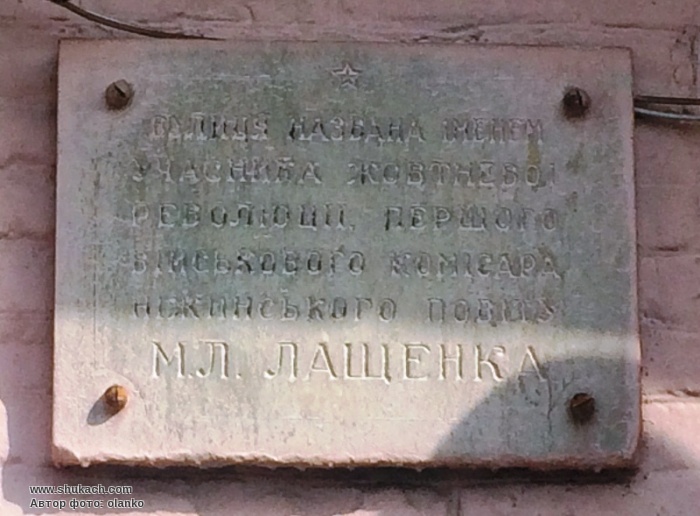 ВУЛИЦЯ НАЗВАНА ІМЕНЕМ
УЧАСНИКА ЖОВТНЕВОЇ
РЕВОЛЮЦІЇ, ПЕРШОГО
ВІЙСЬКОВОГО КОМІСАРА
НІЖИНСЬКОГО ПОВІТУ
М.Л. ЛАЩЕНКА
www.shukach.com
Автор фото: olanko